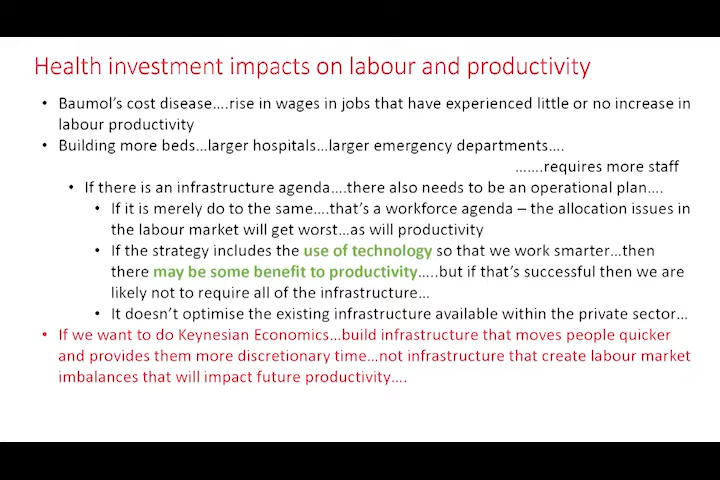 Health investment impacts on labour and productivity
• Baumol's cost disease....rise in wages in jobs that have experienced little or no increase in
labour productivity
• Building more beds...larger hospitals...larger emergency departments....
.......requires more staff
• If there is an infrastructure agenda....there also needs to be an operational plan....
• If it is merely do to the same....that's a workforce agenda – the allocation issues in
the labour market will get worst...as will productivity
• If the strategy includes the use of technology so that we work smarter...then
there may be some benefit to productivity.....but if that's successful then we are
likely not to require all of the infrastructure...
• It doesn't optimise the existing infrastructure available within the private sector...
• If we want to do Keynesian Economics...build infrastructure that moves people quicker
and provides them more discretionary time...not infrastructure that create labour market
imbalances that will impact future productivity....